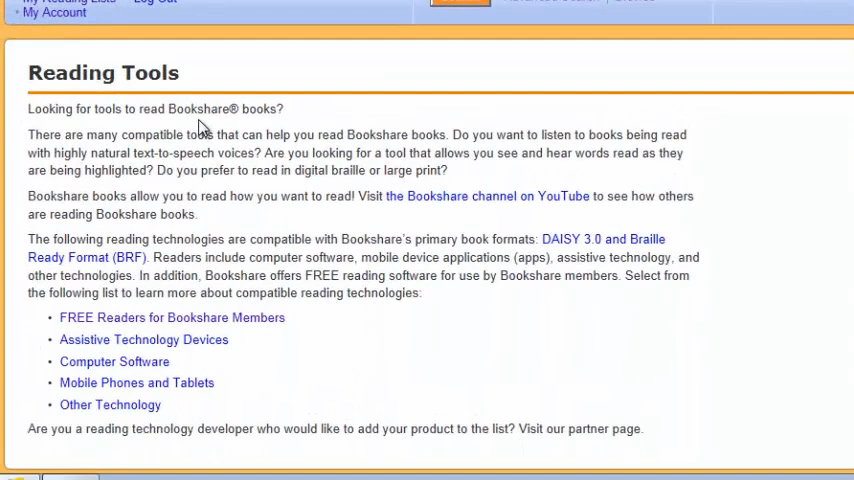 • My Account
Reading Tools
Looking for tools to read Bookshare® books?
There are many compatible tools that can help you read Bookshare books. Do you want to listen to books being read
with highly natural text-to-speech voices? Are you looking for a tool that allows you see and hear words read as they
are being highlighted? Do you prefer to read in digital braille or large print?
Bookshare books allow you to read how you want to read! Visit the Bookshare channel on YouTube to see how others
are reading Bookshare books.
The following reading technologies are compatible with Bookshare's primary book formats: DAISY 3.0 and Braille
Ready Format (BRF). Readers include computer software, mobile device applications (apps), assistive technology, and
other technologies. In addition, Bookshare offers FREE reading software for use by Bookshare members. Select from
the following list to learn more about compatible reading technologies:
• FREE Readers for Bookshare Members
• Assistive Technology Devices
• Computer Software
• Mobile Phones and Tablets
• Other Technology
Are you a reading technology developer who would like to add your product to the list? Visit our partner page.